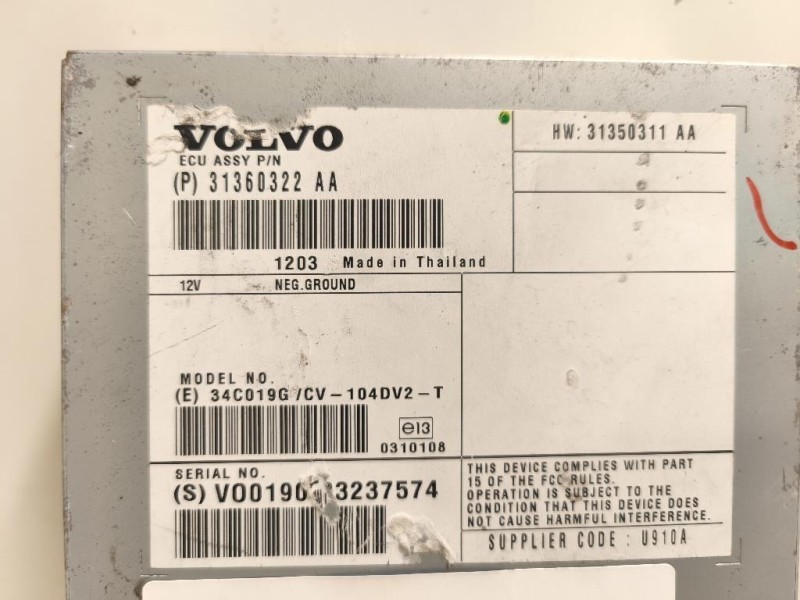 VOLVO
ECU ASSY P/N
(P) 31360322 AA
1203 Made in Thailand
HW: 31350311 AA
12V NEG.GROUND
MODEL NO.
(E) 34C019G /CV-104DV2-T
e13
0310108
SERIAL NO.
THIS DEVICE COMPLIES WITH PART
15 OF THE FCC RULES.
OPERATION IS SUBJECT TO THE
CONDITION THAT THIS DEVICE DOES
NOT CAUSE HARMFUL INTERFERENCE.
SUPPLIER CODE : U910A